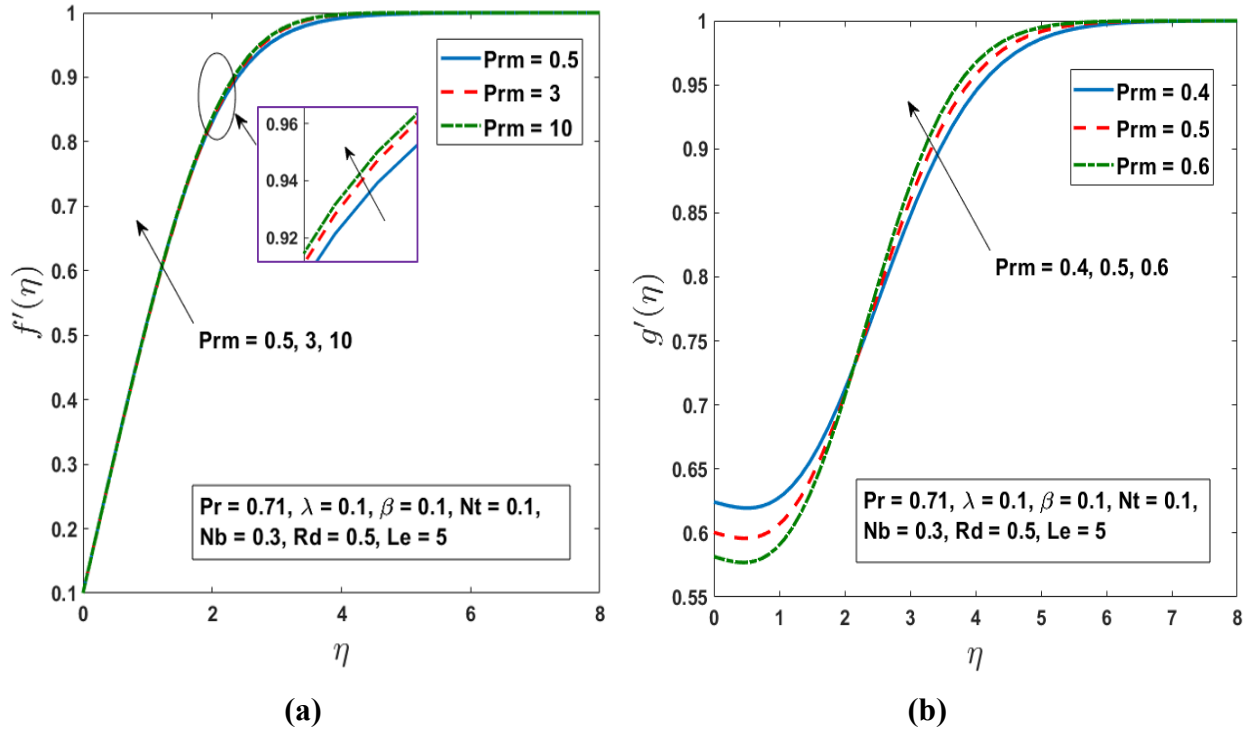 1
0.9
0.8
0.7
0.6
0.5
0.4
0.3
0.2
0.1
f′(η)
Prm = 0.5
Prm = 3
Prm = 10
0.96
0.94
0.92
Prm = 0.5, 3, 10
Pr = 0.71, λ = 0.1, β = 0.1, Nt = 0.1,
Nb = 0.3, Rd = 0.5, Le = 5
0 2 4 6 8
η
(a)
1
0.95
0.9
0.85
0.8
0.75
0.7
0.65
0.6
0.55
g′(η)
Prm = 0.4
Prm = 0.5
Prm = 0.6
Prm = 0.4, 0.5, 0.6
Pr = 0.71, λ = 0.1, β = 0.1, Nt = 0.1,
Nb = 0.3, Rd = 0.5, Le = 5
0 1 2 3 4 5 6 7 8
η
(b)